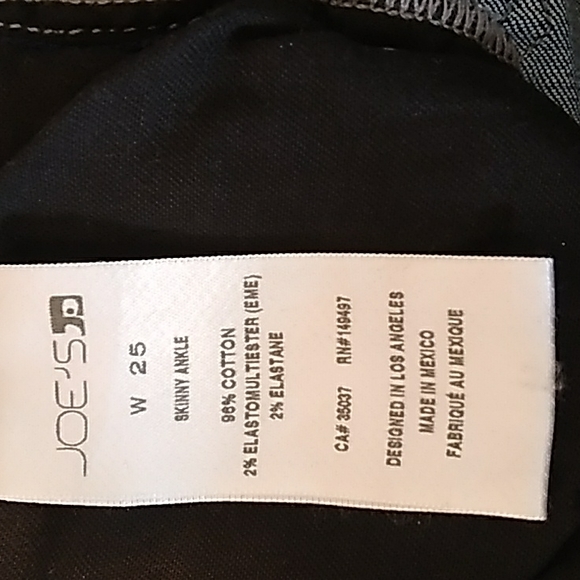 JOE'S JD
W 25
SKINNY ANKLE
96% COTTON
2% ELASTOMULTIESTER (EME)
2% ELASTANE
CA# 35037 RN#149497
DESIGNED IN LOS ANGELES
MADE IN MEXICO
FABRIQUÉ AU MEXIQUE